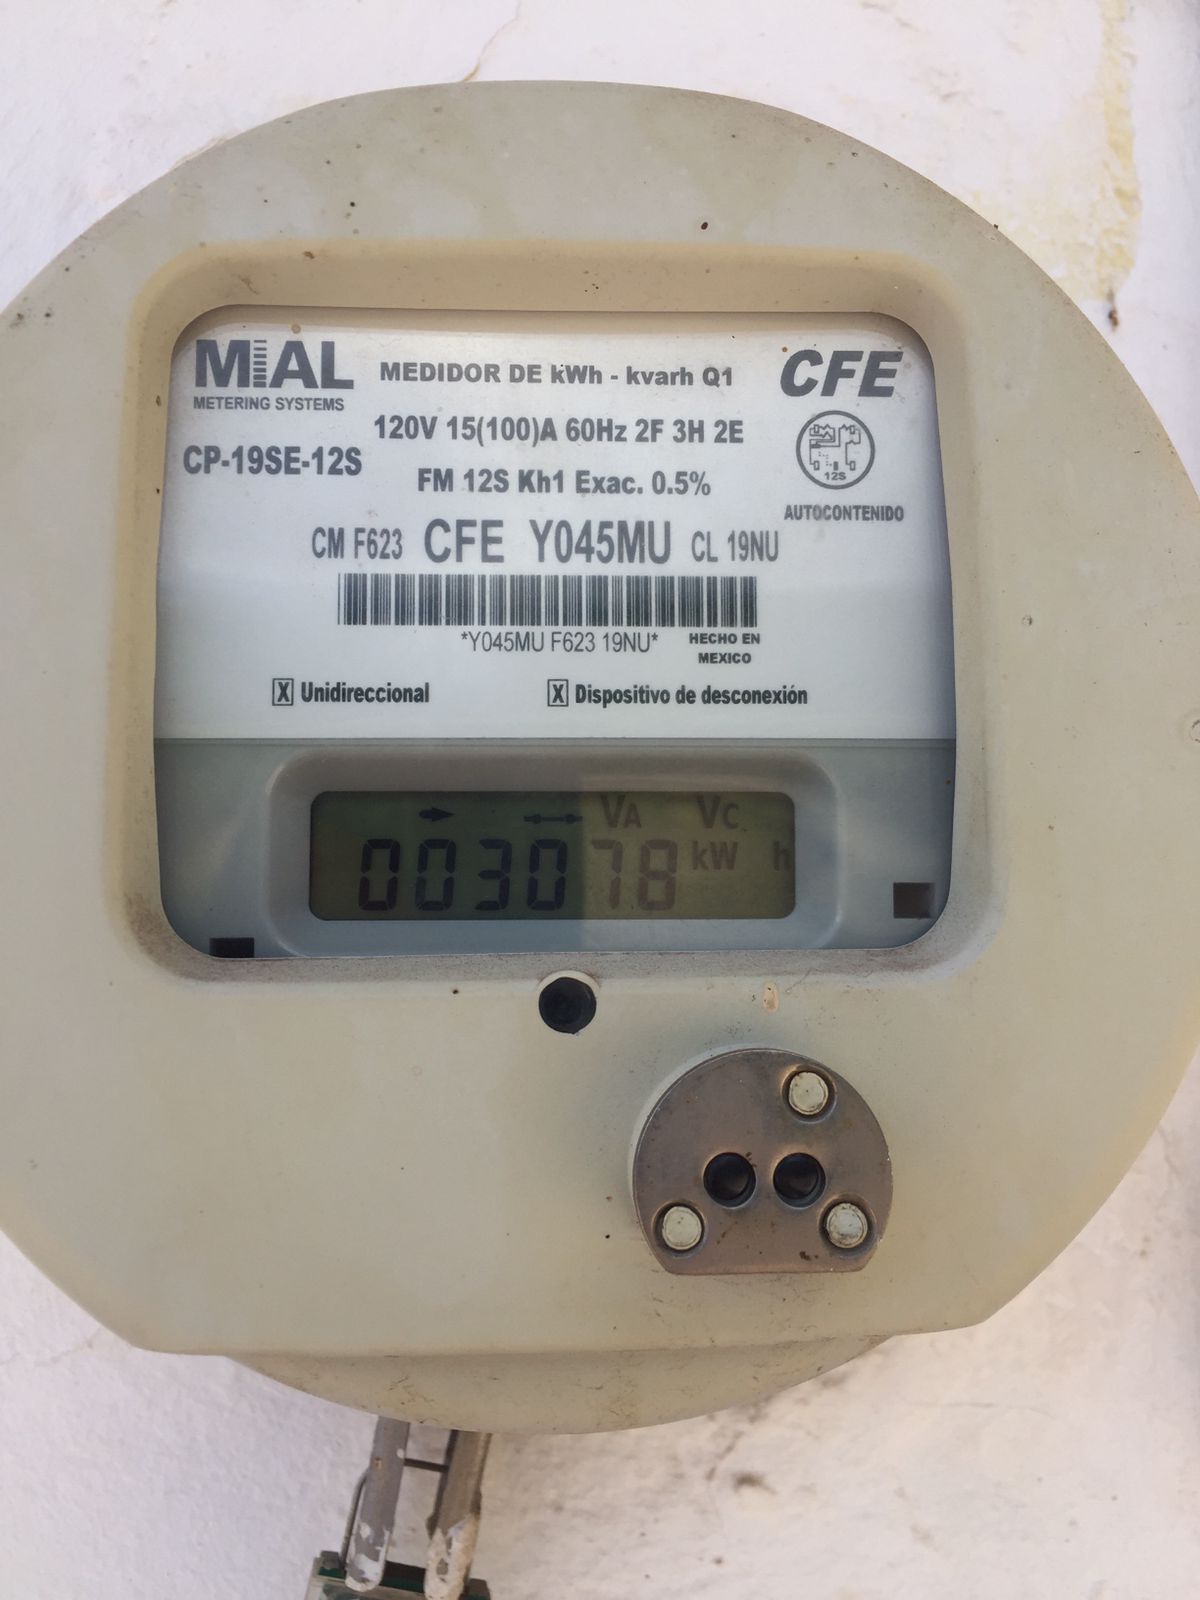 MIAL
METERING SYSTEMS
MEDIDOR DE kWh - kvarh Q1
CFE
120V 15(100)A 60Hz 2F 3H 2E
CP-19SE-12S
FM 12S Kh1 Exac. 0.5%
12S
AUTOCONTENIDO
CM F623 CFE Y045MU CL 19NU
*Y045MU F623 19NU*
HECHO EN
MEXICO
X Unidireccional
X Dispositivo de desconexión
VA VC
003078 kW h